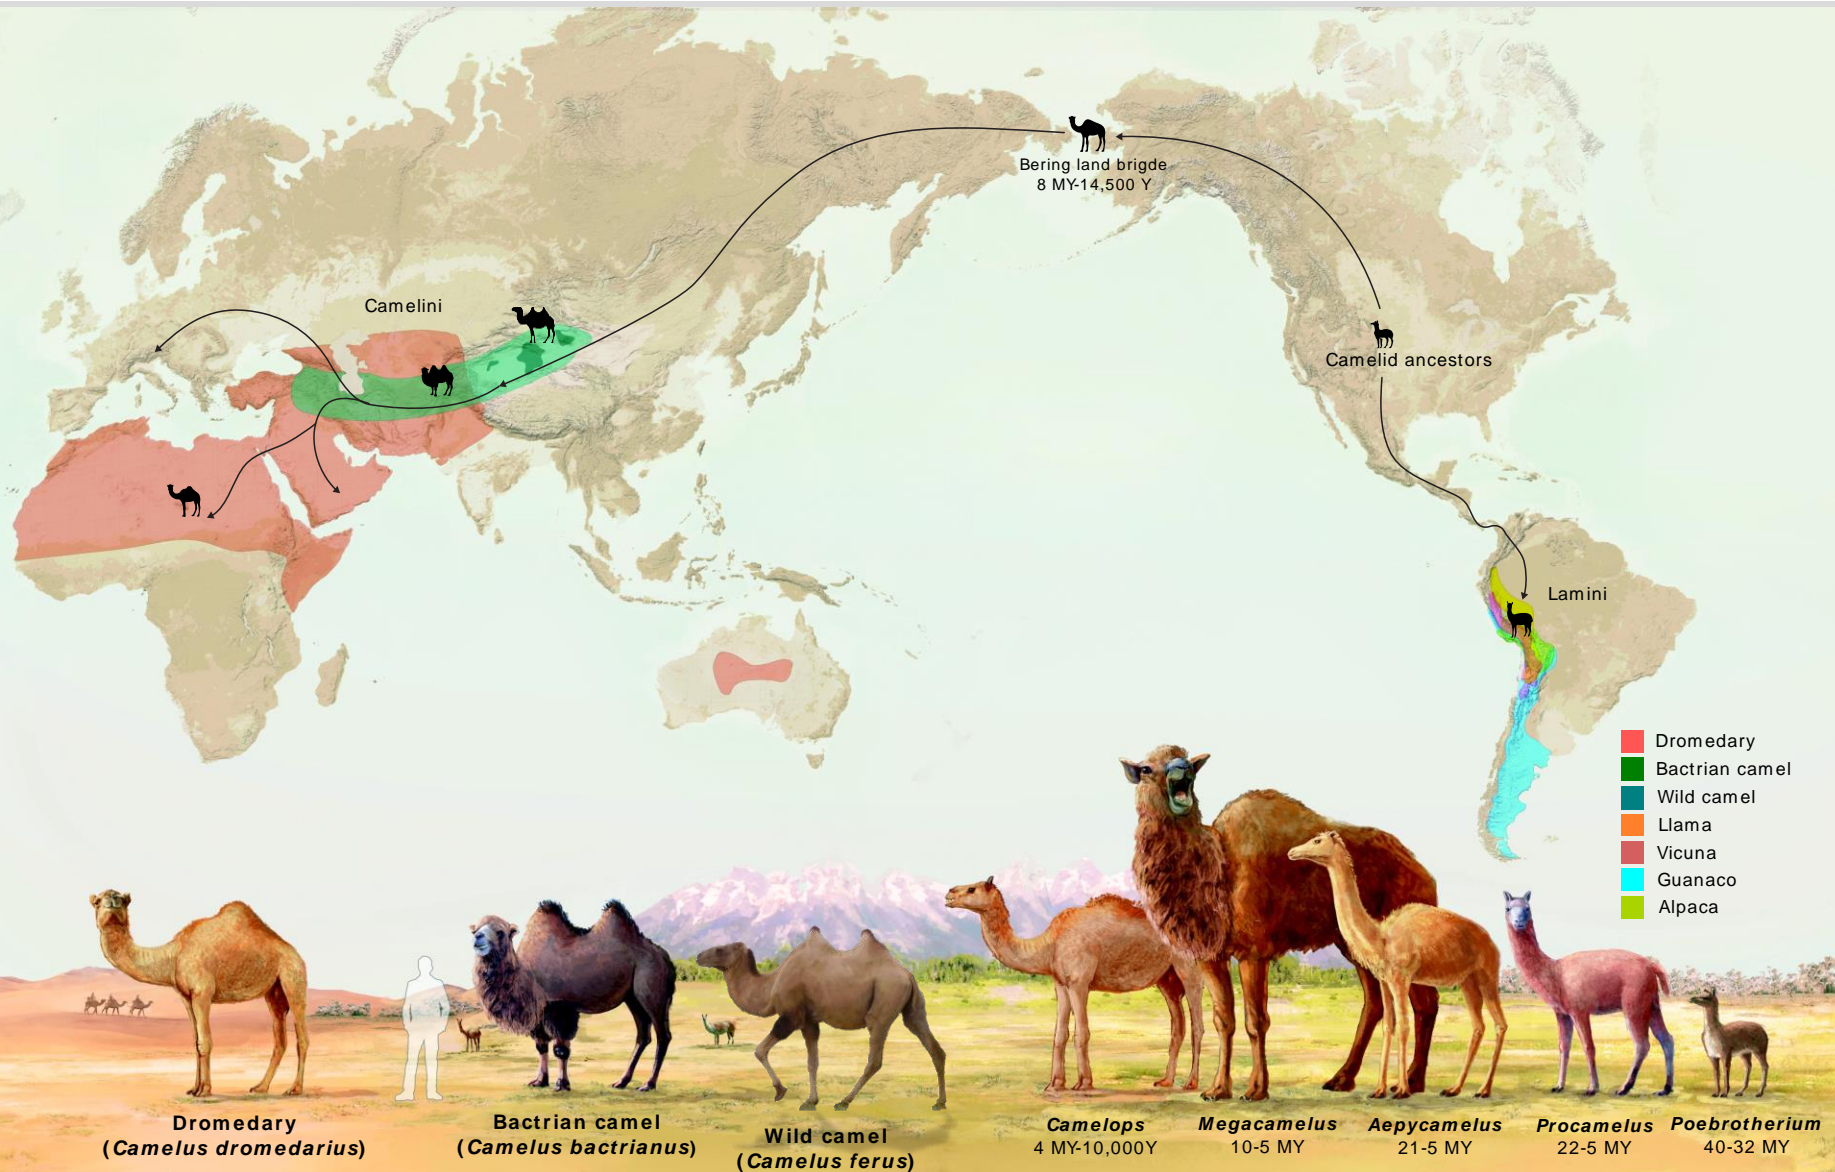 Bering land brigde
8 MY-14,500 Y
Camelini
Camelid ancestors
Lamini
Dromedary
Bactrian camel
Wild camel
Llama
Vicuna
Guanaco
Alpaca
Dromedary
(Camelus dromedarius)
Bactrian camel
(Camelus bactrianus)
Wild camel
(Camelus ferus)
Camelops
4 MY-10,000Y
Megacamelus
10-5 MY
Aepycamelus
21-5 MY
Procamelus
22-5 MY
Poebrotherium
40-32 MY